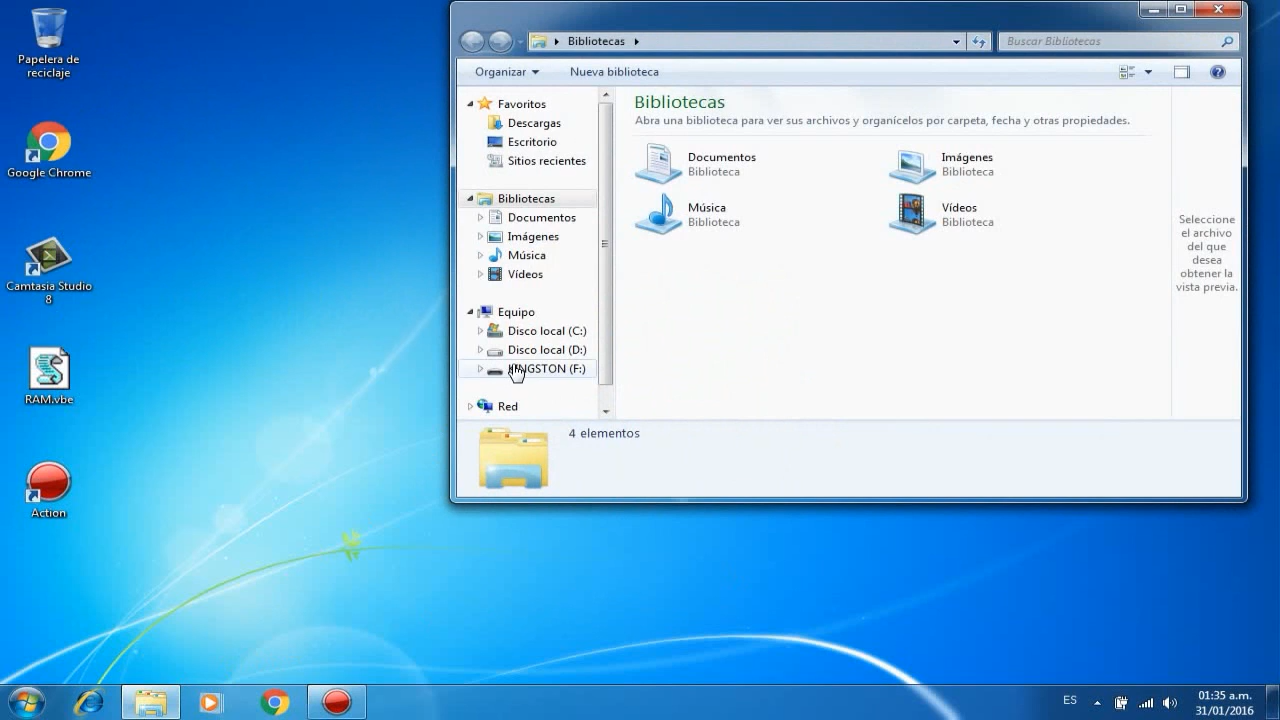 Papelera de
reciclaje
Google Chrome
Camtasia Studio
8
RAM.vbe
Action
Bibliotecas
Buscar Bibliotecas
Organizar
Nueva biblioteca
Favoritos
Descargas
Escritorio
Sitios recientes
Bibliotecas
Documentos
Imágenes
Música
Vídeos
Equipo
Disco local (C:)
Disco local (D:)
KINGSTON (F:)
Red
Bibliotecas
Abra una biblioteca para ver sus archivos y organícelos por carpeta, fecha y otras propiedades.
Documentos
Biblioteca
Imágenes
Biblioteca
Música
Biblioteca
Vídeos
Biblioteca
Seleccione
el archivo
del que
desea
obtener la
vista previa.
4 elementos
ES
01:35 a.m.
31/01/2016